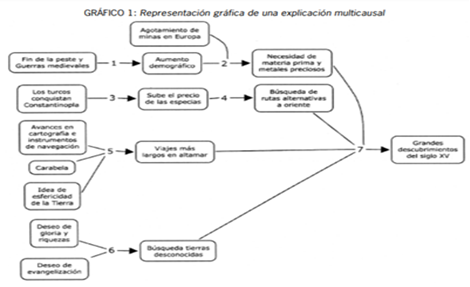 GRÁFICO 1: Representación gráfica de una explicación multicausal
Agotamiento de
minas en Europa
Fin de la peste y
Guerras medievales
1
Aumento
demográfico
2
Necesidad de
materia prima y
metales preciosos
Los turcos
conquistan
Constantinopla
3
Sube el precio
de las especias
4
Búsqueda de
rutas alternativas
a oriente
Avances en
cartografía e
instrumentos
de navegación
Carabela
Idea de
esfericidad
de la Tierra
5
Viajes más
largos en altamar
7
Grandes
descubrimientos
del siglo XV
Deseo de
gloria y
riquezas
Deseo de
evangelización
6
Búsqueda tierras
desconocidas